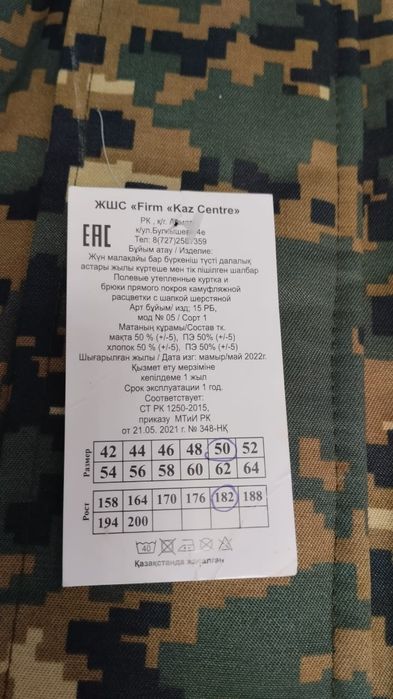 ЖШС «Firm «Kaz Centre»
EAC
РК , қ/г.
к/ул.
Тел: 8(727)
Бұйым атау / Изделие:
Жүн малақайы бар бүркеніш түсті далалық
астары жылы күртеше мен тік пішілген шалбар
Полевые утепленные куртка и
брюки прямого покроя камуфляжной
расцветки с шапкой шерстяной
Арт бұйым/ изд; 15 РБ,
мод № 05 / Сорт 1
Матаның құрамы/Состав тк.
мақта 50 % (+/-5), ПЭ 50% (+/-5)
хлопок 50 % (+/-5), ПЭ 50% (+/-5)
Шығарылған жылы / Дата изг: мамыр/май 2022г.
Қызмет ету мерзіміне
кепілдеме 1 жыл
Срок эксплуатации 1 год.
Соответствует:
СТ РК 1250-2015,
приказу МТиИ РК
от 21.05. 2021 г. № 348-НҚ
Размер
42 44 46 48 50 52
54 56 58 60 62 64
Рост
158 164 170 176 182 188
194 200
40
Қазақстанда жасалған